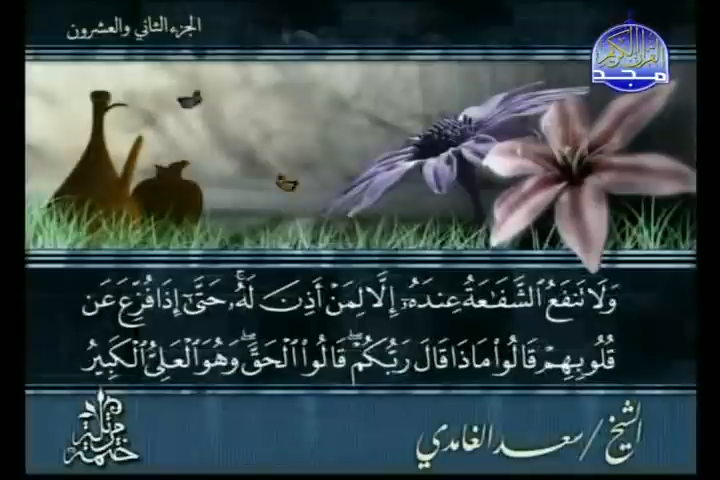 الجزء الثاني والعشرون
القرآن الكريم
مجد
وَلَا تَنفَعُ ٱلشَّفَٰعَةُ عِندَهُۥٓ إِلَّا لِمَنْ أَذِنَ لَهُۥۚ حَتَّىٰٓ إِذَا فُزِّعَ عَن
قُلُوبِهِمْ قَالُوا۟ مَاذَا قَالَ رَبُّكُمْۖ قَالُوا۟ ٱلْحَقَّۖ وَهُوَ ٱلْعَلِىُّ ٱلْكَبِيرُ
الشيخ / سعد الغامدي
ختمة مرتلة